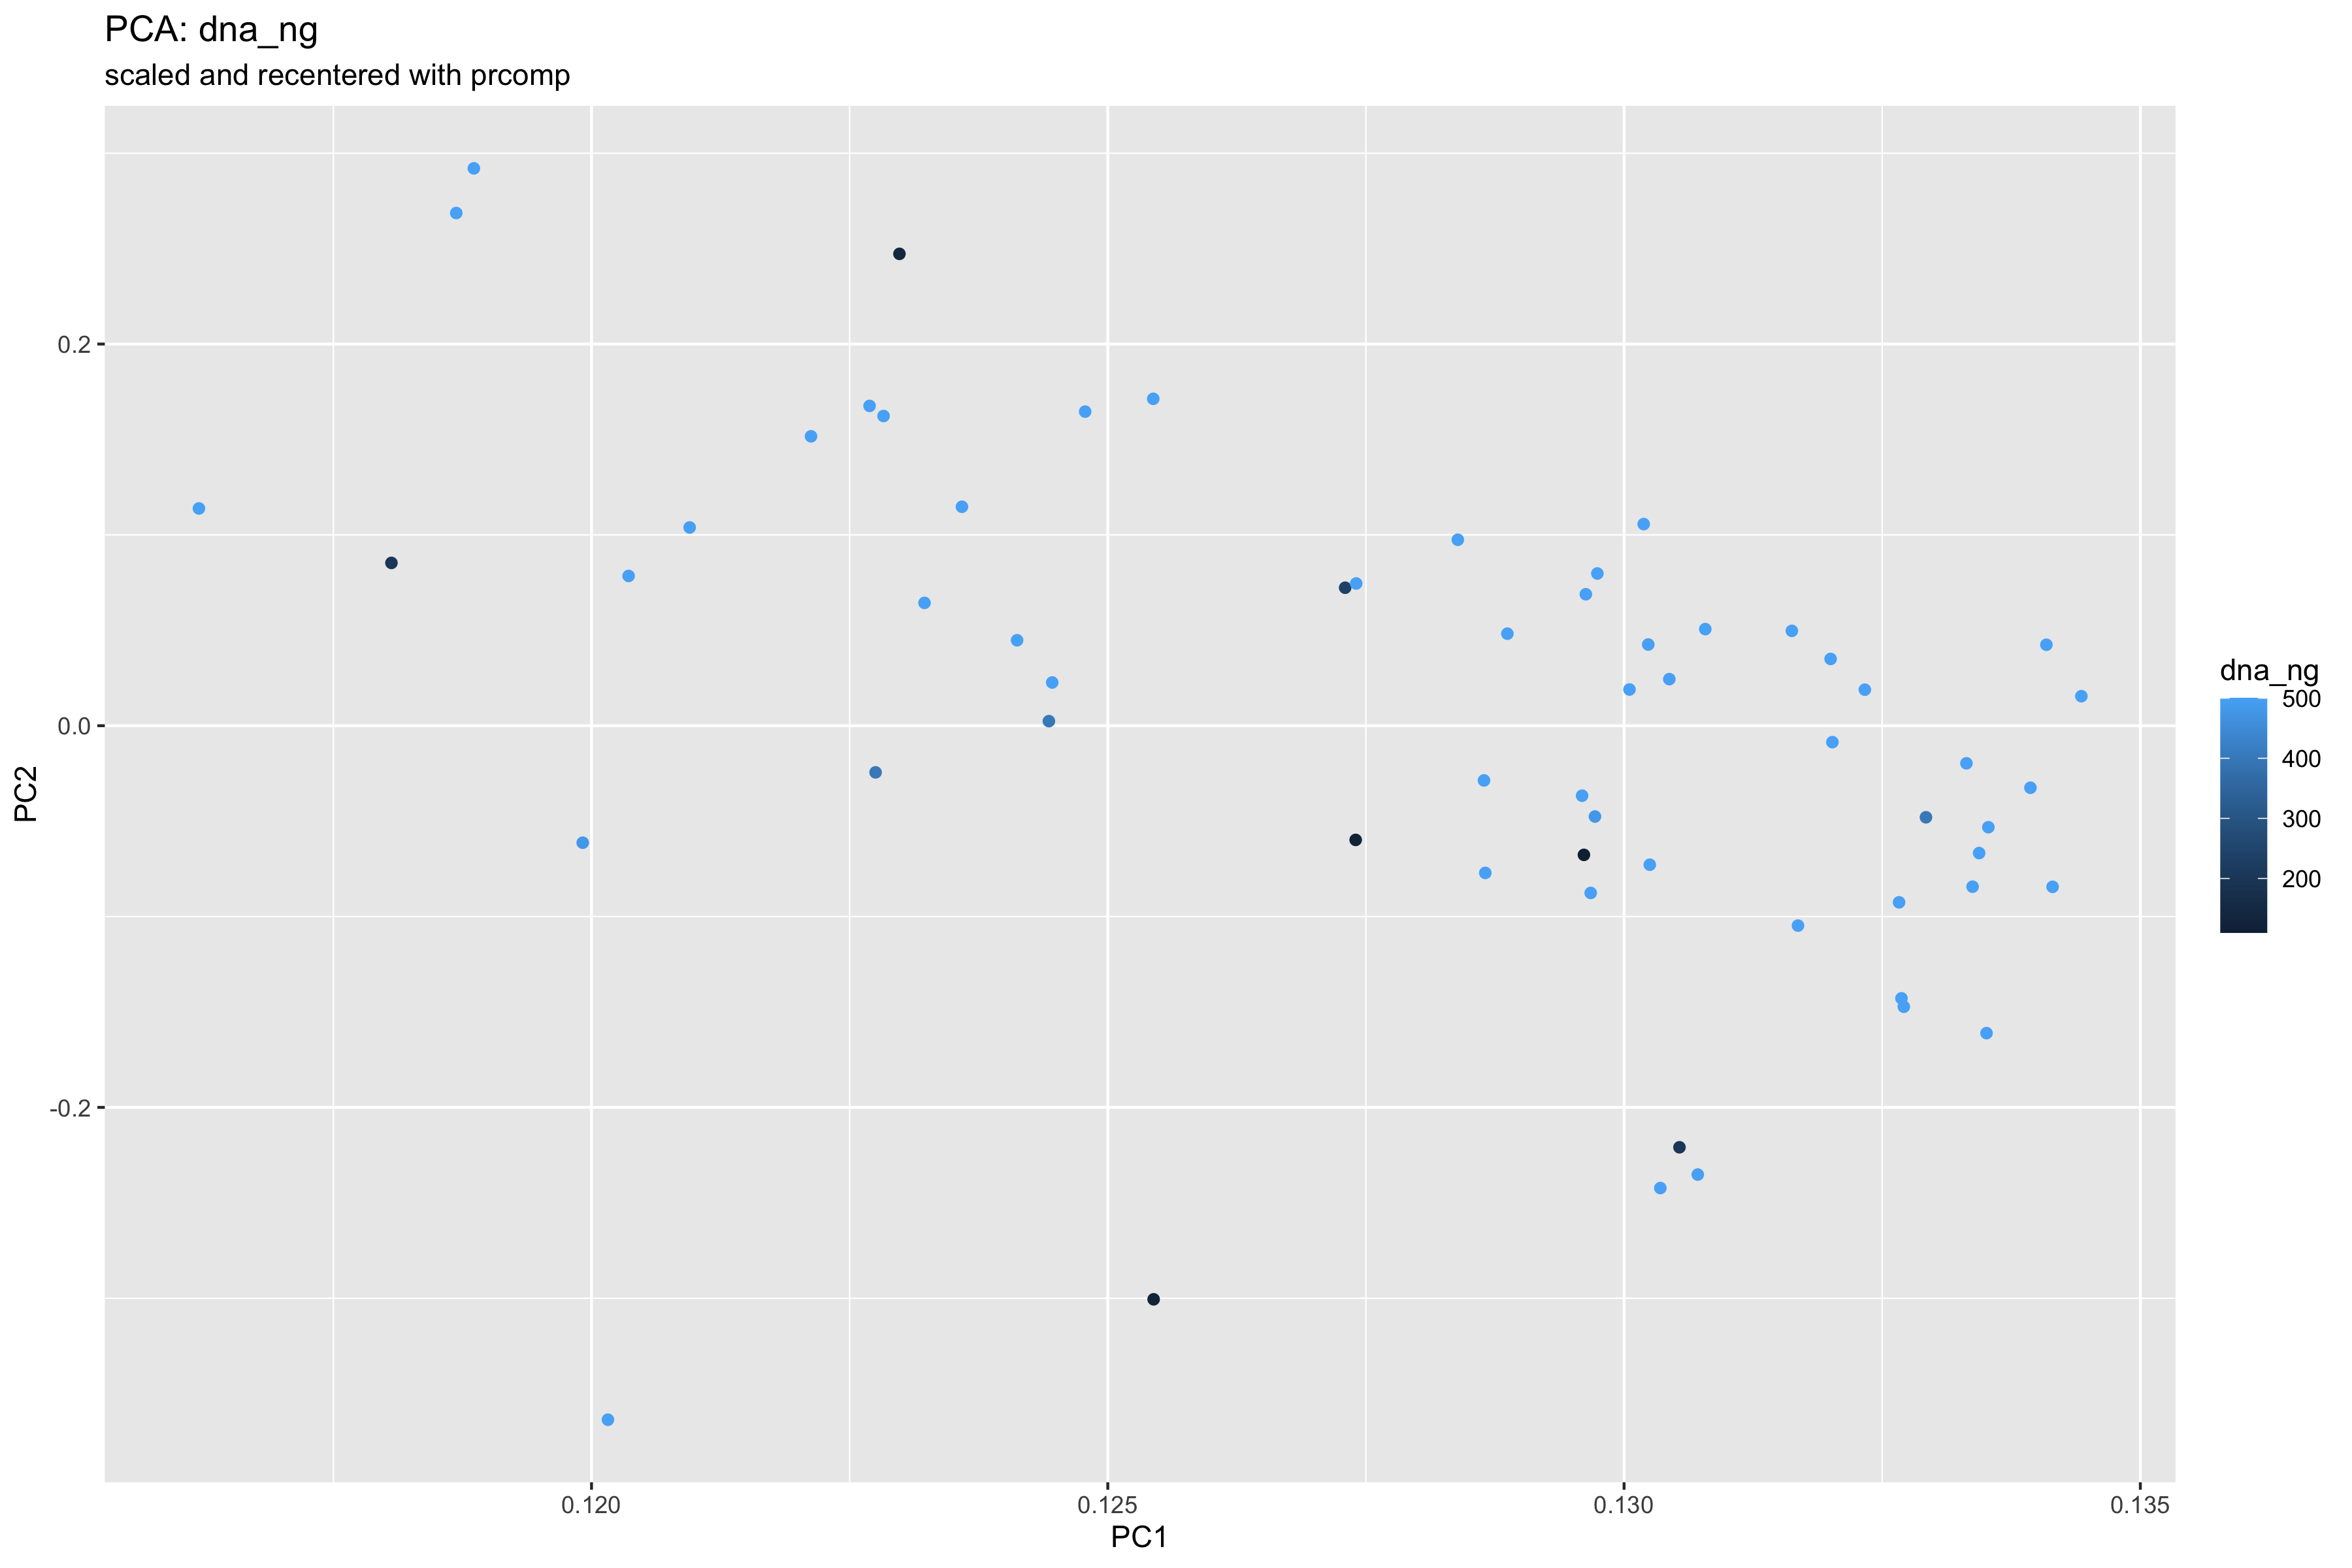 PCA: dna_ng
scaled and recentered with prcomp
0.2
0.0
-0.2
PC2
0.120
0.125
0.130
0.135
PC1
dna_ng
500
400
300
200